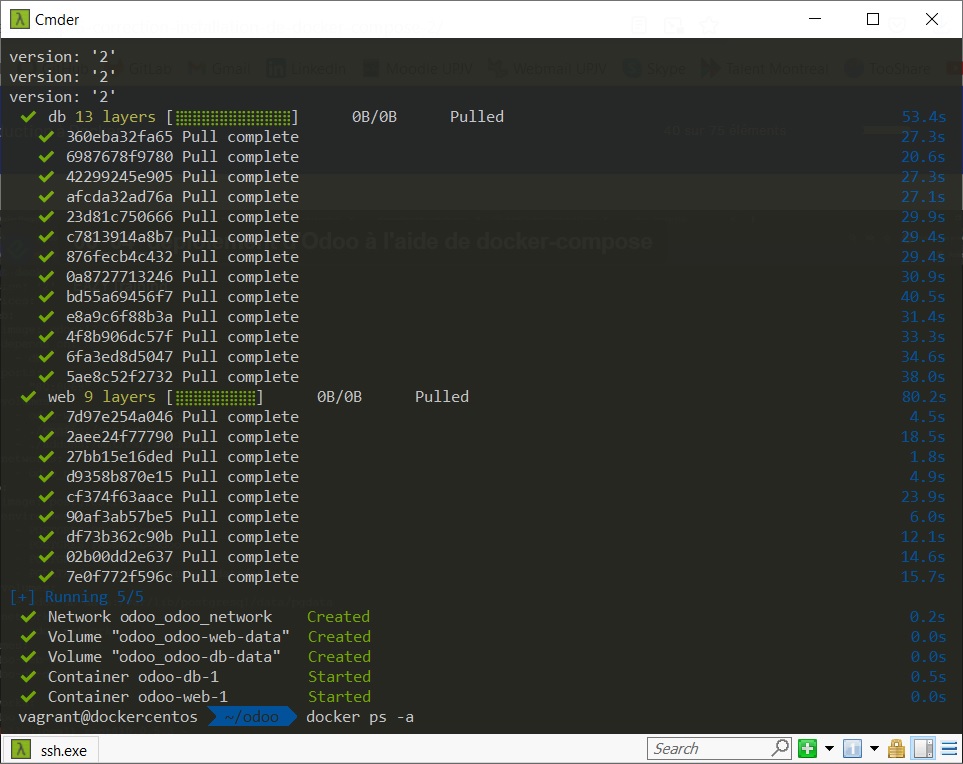 Cmder
version: '2'
version: '2'
version: '2'
✔ db 13 layers [⣿⣿⣿⣿⣿⣿⣿⣿⣿⣿⣿⣿⣿] 0B/0B Pulled 53.4s
✔ 360eba32fa65 Pull complete 27.3s
✔ 6987678f9780 Pull complete 20.6s
✔ 42299245e905 Pull complete 27.3s
✔ afcda32ad76a Pull complete 27.1s
✔ 23d81c750666 Pull complete 29.9s
✔ c7813914a8b7 Pull complete 29.4s
✔ 876fecb4c432 Pull complete 29.4s
✔ 0a8727713246 Pull complete 30.9s
✔ bd55a69456f7 Pull complete 40.5s
✔ e8a9c6f88b3a Pull complete 31.4s
✔ 4f8b906dc57f Pull complete 33.3s
✔ 6fa3ed8d5047 Pull complete 34.6s
✔ 5ae8c52f2732 Pull complete 38.0s
✔ web 9 layers [⣿⣿⣿⣿⣿⣿⣿⣿⣿] 0B/0B Pulled 80.2s
✔ 7d97e254a046 Pull complete 4.5s
✔ 2aee24f77790 Pull complete 18.5s
✔ 27bb15e16ded Pull complete 1.8s
✔ d9358b870e15 Pull complete 4.9s
✔ cf374f63aace Pull complete 23.9s
✔ 90af3ab57be5 Pull complete 6.0s
✔ df73b362c90b Pull complete 12.1s
✔ 02b00dd2e637 Pull complete 14.6s
✔ 7e0f772f596c Pull complete 15.7s
[+] Running 5/5
✔ Network odoo_odoo_network Created 0.2s
✔ Volume "odoo_odoo-web-data" Created 0.0s
✔ Volume "odoo_odoo-db-data" Created 0.0s
✔ Container odoo-db-1 Started 0.5s
✔ Container odoo-web-1 Started 0.0s
vagrant@dockercentos ~/odoo docker ps -a
Odoo à l'aide de docker-compose
40 sur 75 éléments
ssh.exe
Search